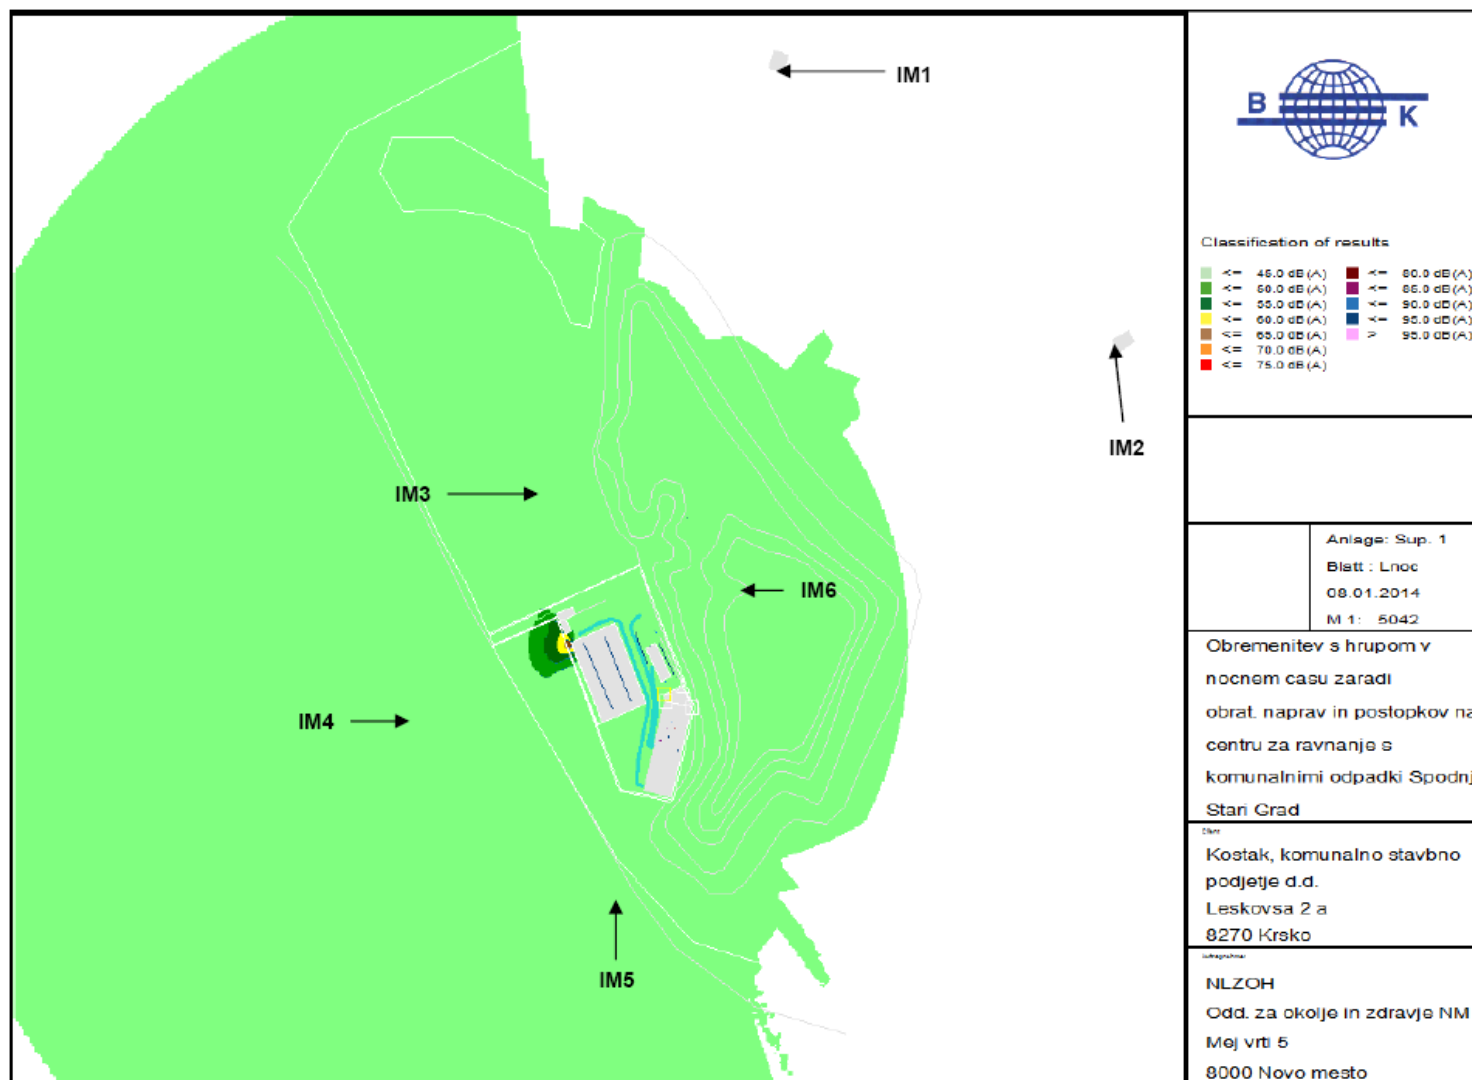 IM1
IM2
IM3
IM6
IM4
IM5
B K
Classification of results
<= 45.0 dB(A)
<= 50.0 dB(A)
<= 55.0 dB(A)
<= 60.0 dB(A)
<= 65.0 dB(A)
<= 70.0 dB(A)
<= 75.0 dB(A)
<= 80.0 dB(A)
<= 85.0 dB(A)
<= 90.0 dB(A)
<= 95.0 dB(A)
> 95.0 dB(A)
Anlage: Sup. 1
Blatt : Lnoc
08.01.2014
M 1: 5042
Obremenitev s hrupom v
nocnem casu zaradi
obrat. naprav in postopkov na
centru za ravnanje s
komunalnimi odpadki Spodnj
Stari Grad
Kostak, komunalno stavbno
podjetje d.d.
Leskovsa 2 a
8270 Krsko
NLZOH
Odd. za okolje in zdravje NM
Mej vrti 5
8000 Novo mesto